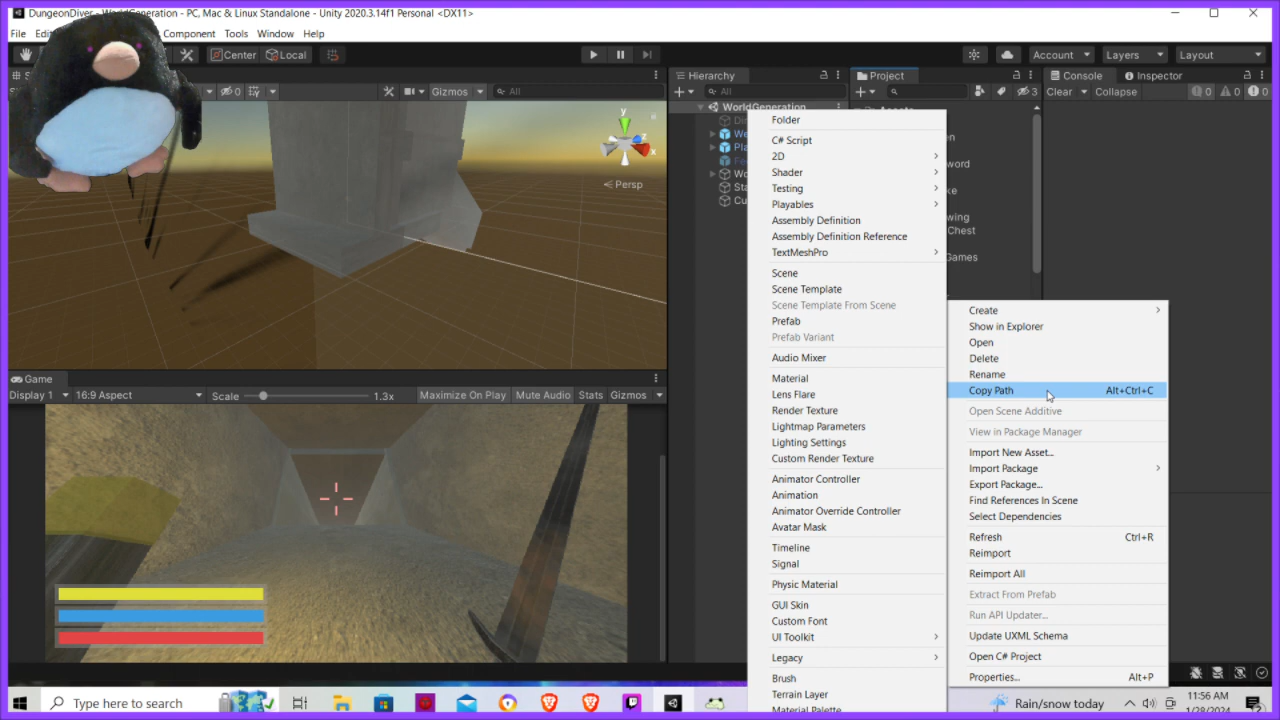 DungeonDiver - WorldGeneration - PC, Mac & Linux Standalone - Unity 2020.3.14f1 Personal <DX11>
File
Component Tools Window Help
Center Local
Account Layers Layout
Hierarchy
Project
Console
Inspector
0
Gizmos
All
All
3
Clear Collapse
0 0 0
WorldGeneration
Assets
y
z
x
Persp
Folder
C# Script
2D
Shader
Testing
Playables
Assembly Definition
Assembly Definition Reference
TextMeshPro
Scene
Scene Template
Scene Template From Scene
Prefab
Prefab Variant
Audio Mixer
Material
Lens Flare
Render Texture
Lightmap Parameters
Lighting Settings
Custom Render Texture
Animator Controller
Animation
Animator Override Controller
Avatar Mask
Timeline
Signal
Physic Material
GUI Skin
Custom Font
UI Toolkit
Legacy
Brush
Terrain Layer
Material Palette
Chest
Games
Create
Show in Explorer
Open
Delete
Rename
Copy Path Alt+Ctrl+C
Open Scene Additive
View in Package Manager
Import New Asset...
Import Package
Export Package...
Find References In Scene
Select Dependencies
Refresh Ctrl+R
Reimport
Reimport All
Extract From Prefab
Run API Updater...
Update UXML Schema
Open C# Project
Properties... Alt+P
Game
Display 1 16:9 Aspect Scale 1.3x Maximize On Play Mute Audio Stats Gizmos
Type here to search
Rain/snow today
11:56 AM
1/28/2024
2